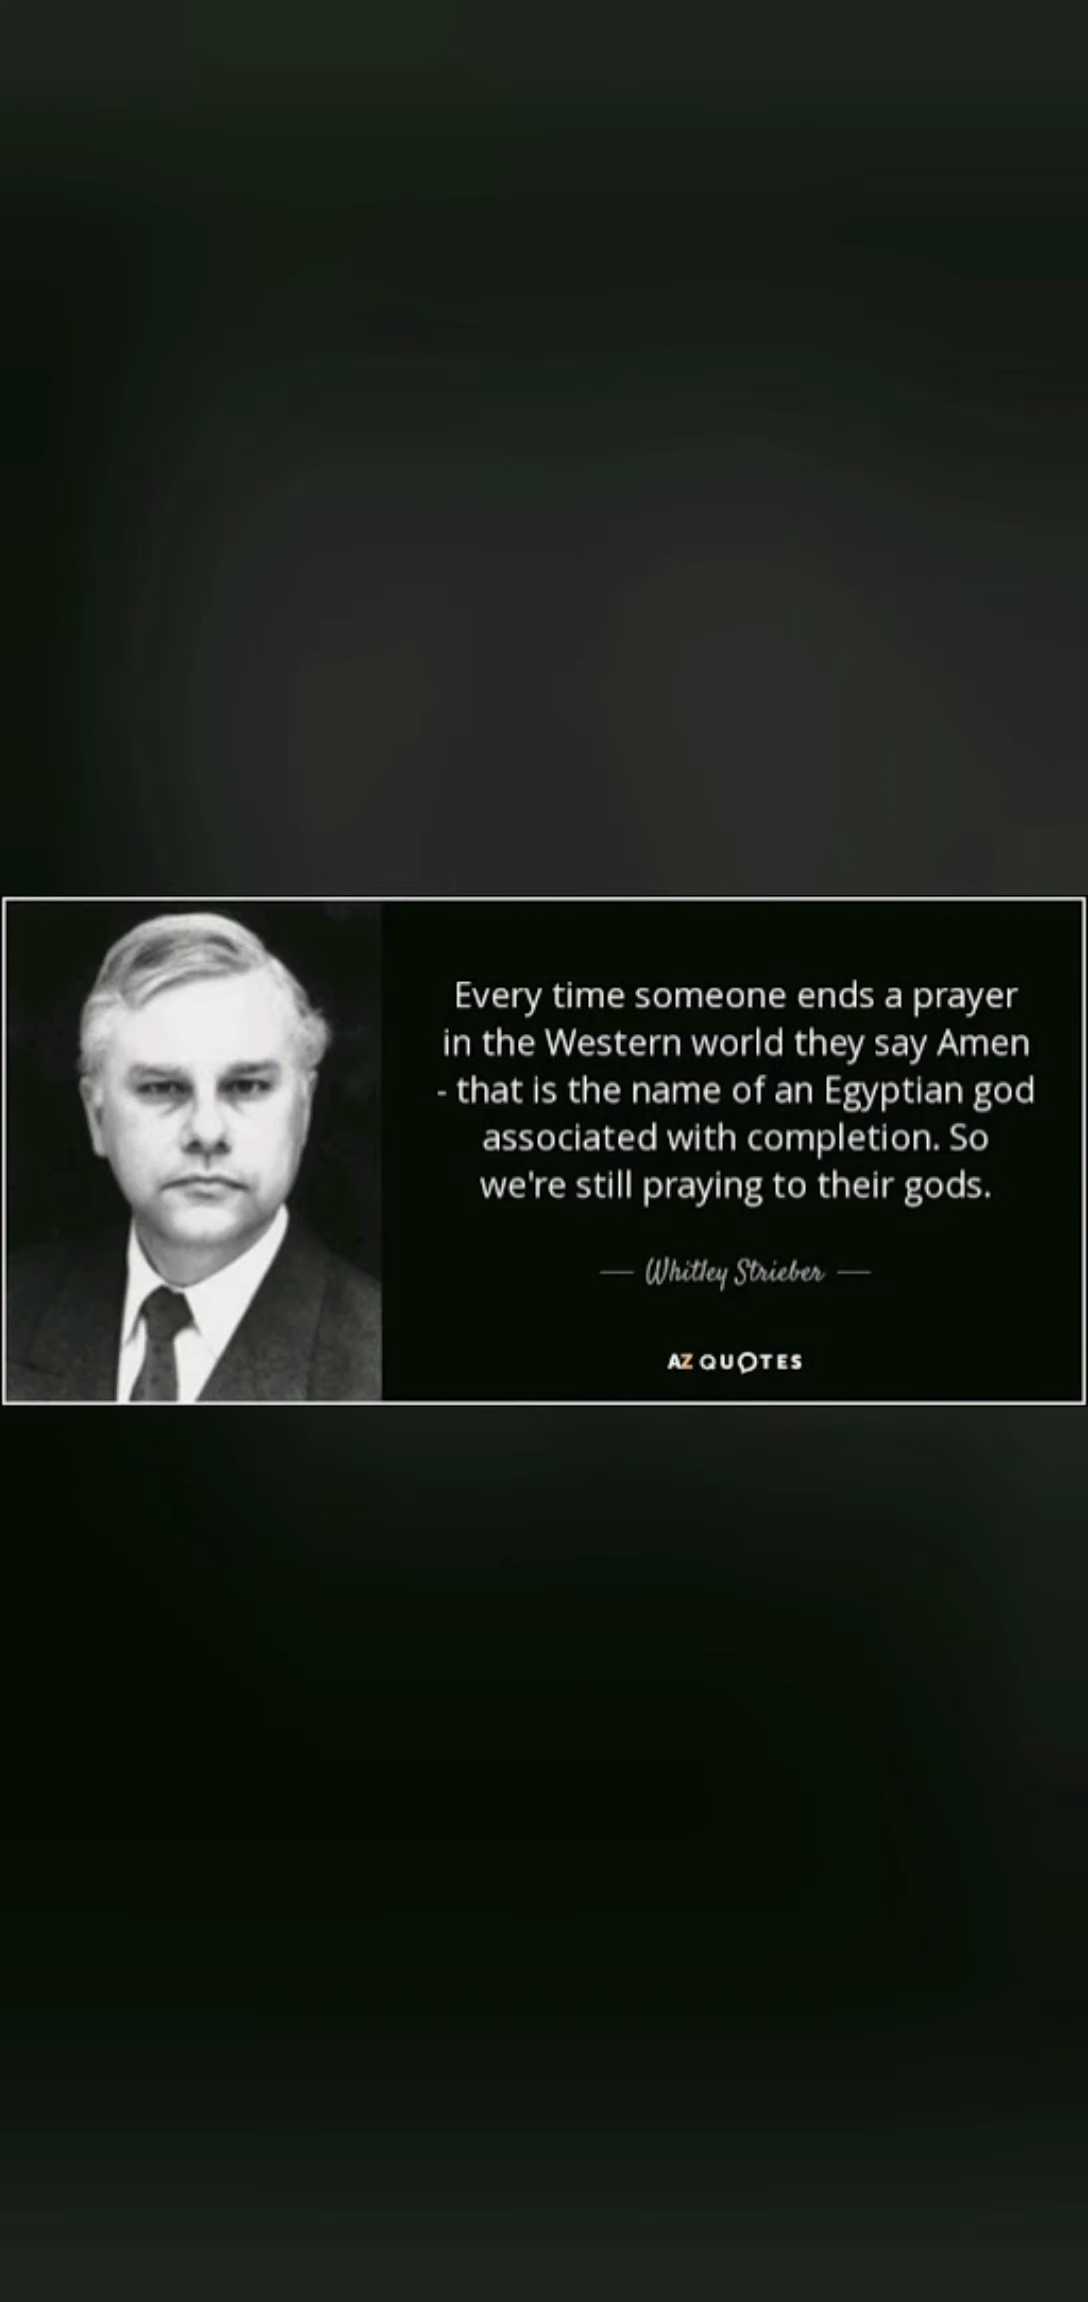 Every time someone ends a prayer
in the Western world they say Amen
- that is the name of an Egyptian god
associated with completion. So
we're still praying to their gods.
— Whitley Strieber —
AZ QUOTES